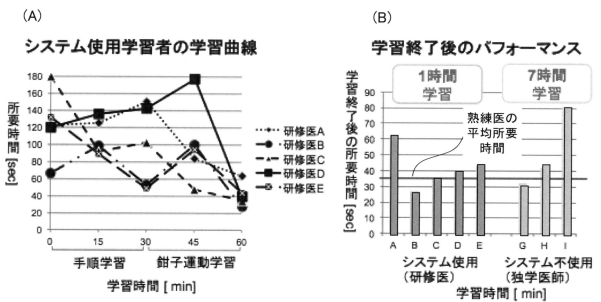 (A)
システム使用学習者の学習曲線
所要時間 [sec]
180
160
140
120
100
80
60
40
20
0
研修医A
研修医B
研修医C
研修医D
研修医E
0 15 30 45 60
手順学習 鉗子運動学習
学習時間 [ min]
(B)
学習終了後のパフォーマンス
1時間
学習
7時間
学習
学習終了後の所要時間 [sec]
90
80
70
60
50
40
30
20
10
0
熟練医の
平均所要
時間
A B C D E G H I
システム使用
(研修医)
システム不使用
(独学医師)
学習時間 [ min]